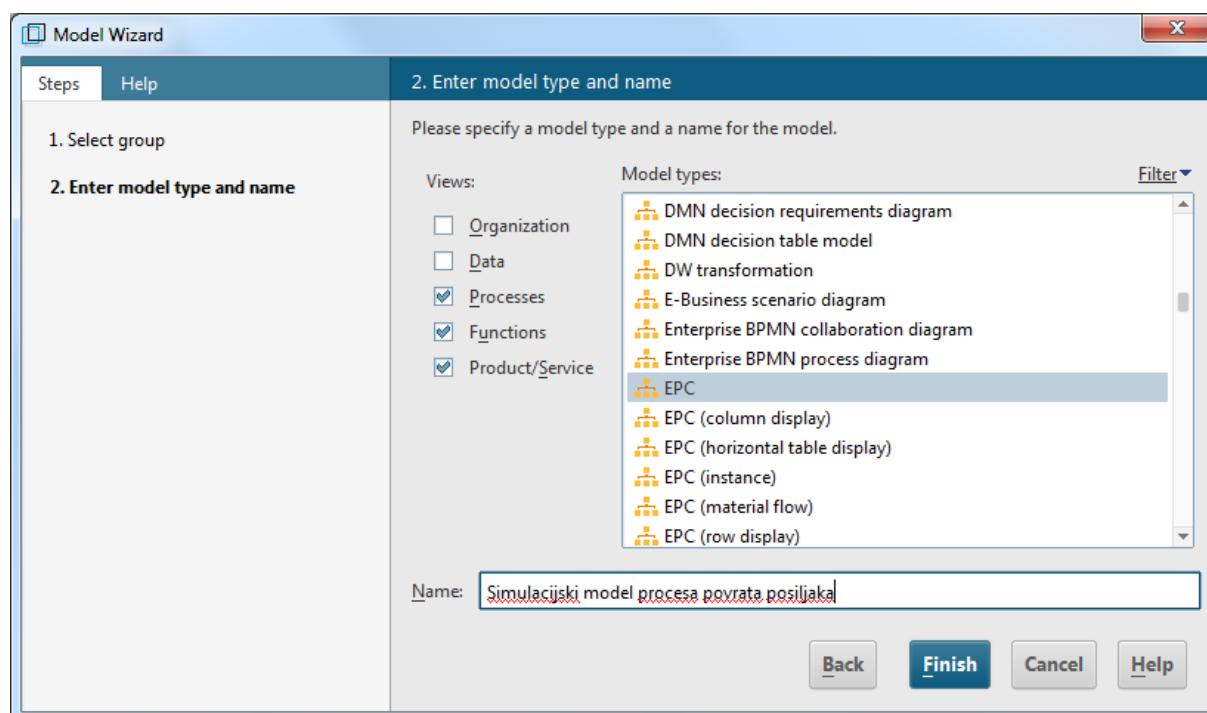 Model Wizard
Steps
Help
1. Select group
2. Enter model type and name
2. Enter model type and name
Please specify a model type and a name for the model.
Views:
Organization
Data
Processes
Functions
Product/Service
Model types:
Filter
DMN decision requirements diagram
DMN decision table model
DW transformation
E-Business scenario diagram
Enterprise BPMN collaboration diagram
Enterprise BPMN process diagram
EPC
EPC (column display)
EPC (horizontal table display)
EPC (instance)
EPC (material flow)
EPC (row display)
Name:
Simulacijski model procesa povrata posiljaka
Back
Finish
Cancel
Help